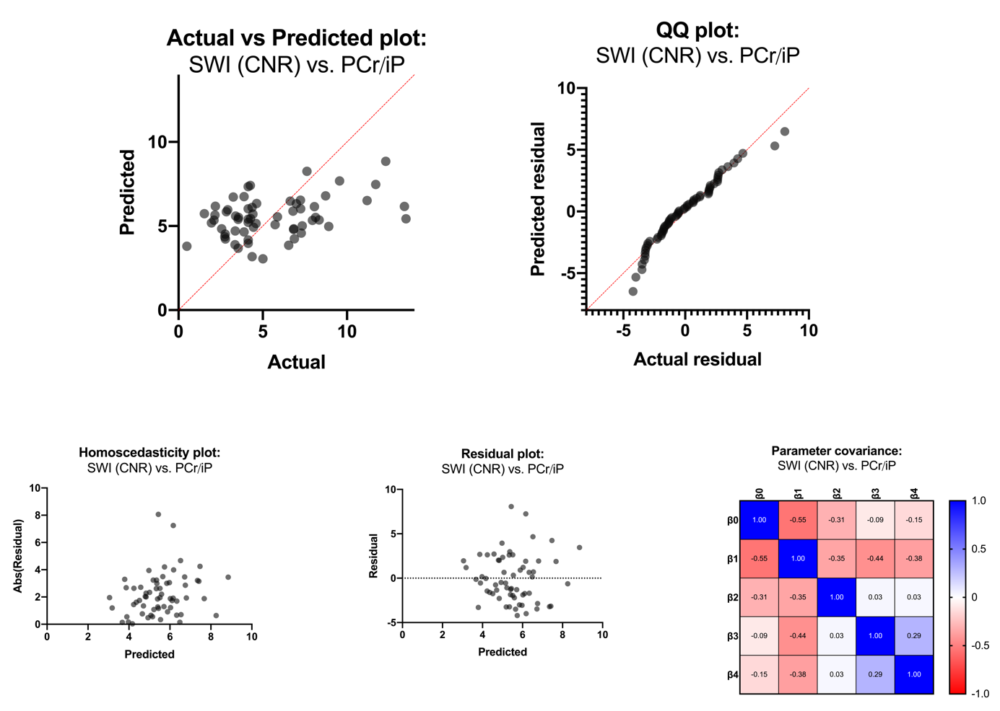 Actual vs Predicted plot:
SWI (CNR) vs. PCr/iP
10
5
0
0 5 10
Predicted
Actual
QQ plot:
SWI (CNR) vs. PCr/iP
10
5
0
-5
-5 0 5 10
Predicted residual
Actual residual
Homoscedasticity plot:
SWI (CNR) vs. PCr/iP
10
8
6
4
2
0
0 2 4 6 8 10
Abs(Residual)
Predicted
Residual plot:
SWI (CNR) vs. PCr/iP
10
5
0
-5
0 2 4 6 8 10
Residual
Predicted
Parameter covariance:
SWI (CNR) vs. PCr/iP
β0 β1 β2 β3 β4
β0 1.00 -0.55 -0.31 -0.09 -0.15
β1 -0.55 1.00 -0.35 -0.44 -0.38
β2 -0.31 -0.35 1.00 0.03 0.03
β3 -0.09 -0.44 0.03 1.00 0.29
β4 -0.15 -0.38 0.03 0.29 1.00
1.0
0.5
0
-0.5
-1.0